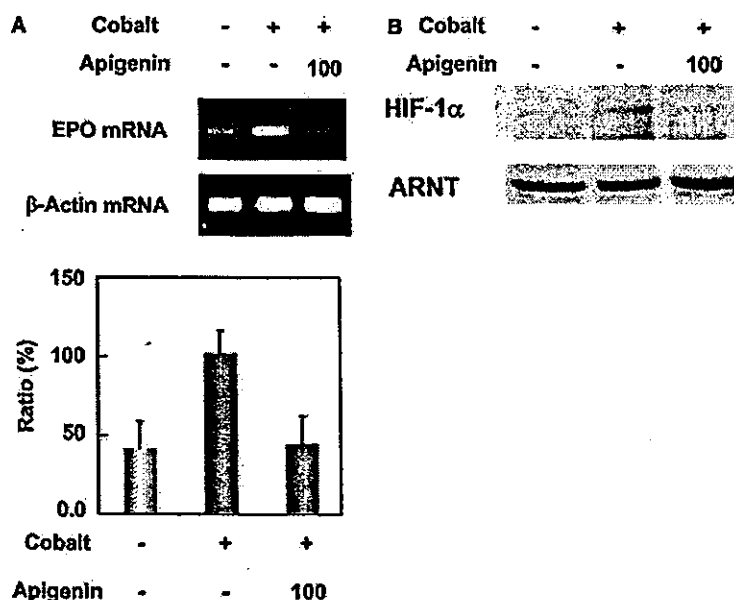 A Cobalt - + +
Apigenin - - 100
EPO mRNA
β-Actin mRNA
150
100
50
0.0
Ratio (%)
Cobalt - + +
Apigenin - - 100
B Cobalt - + +
Apigenin - - 100
HIF-1α
ARNT